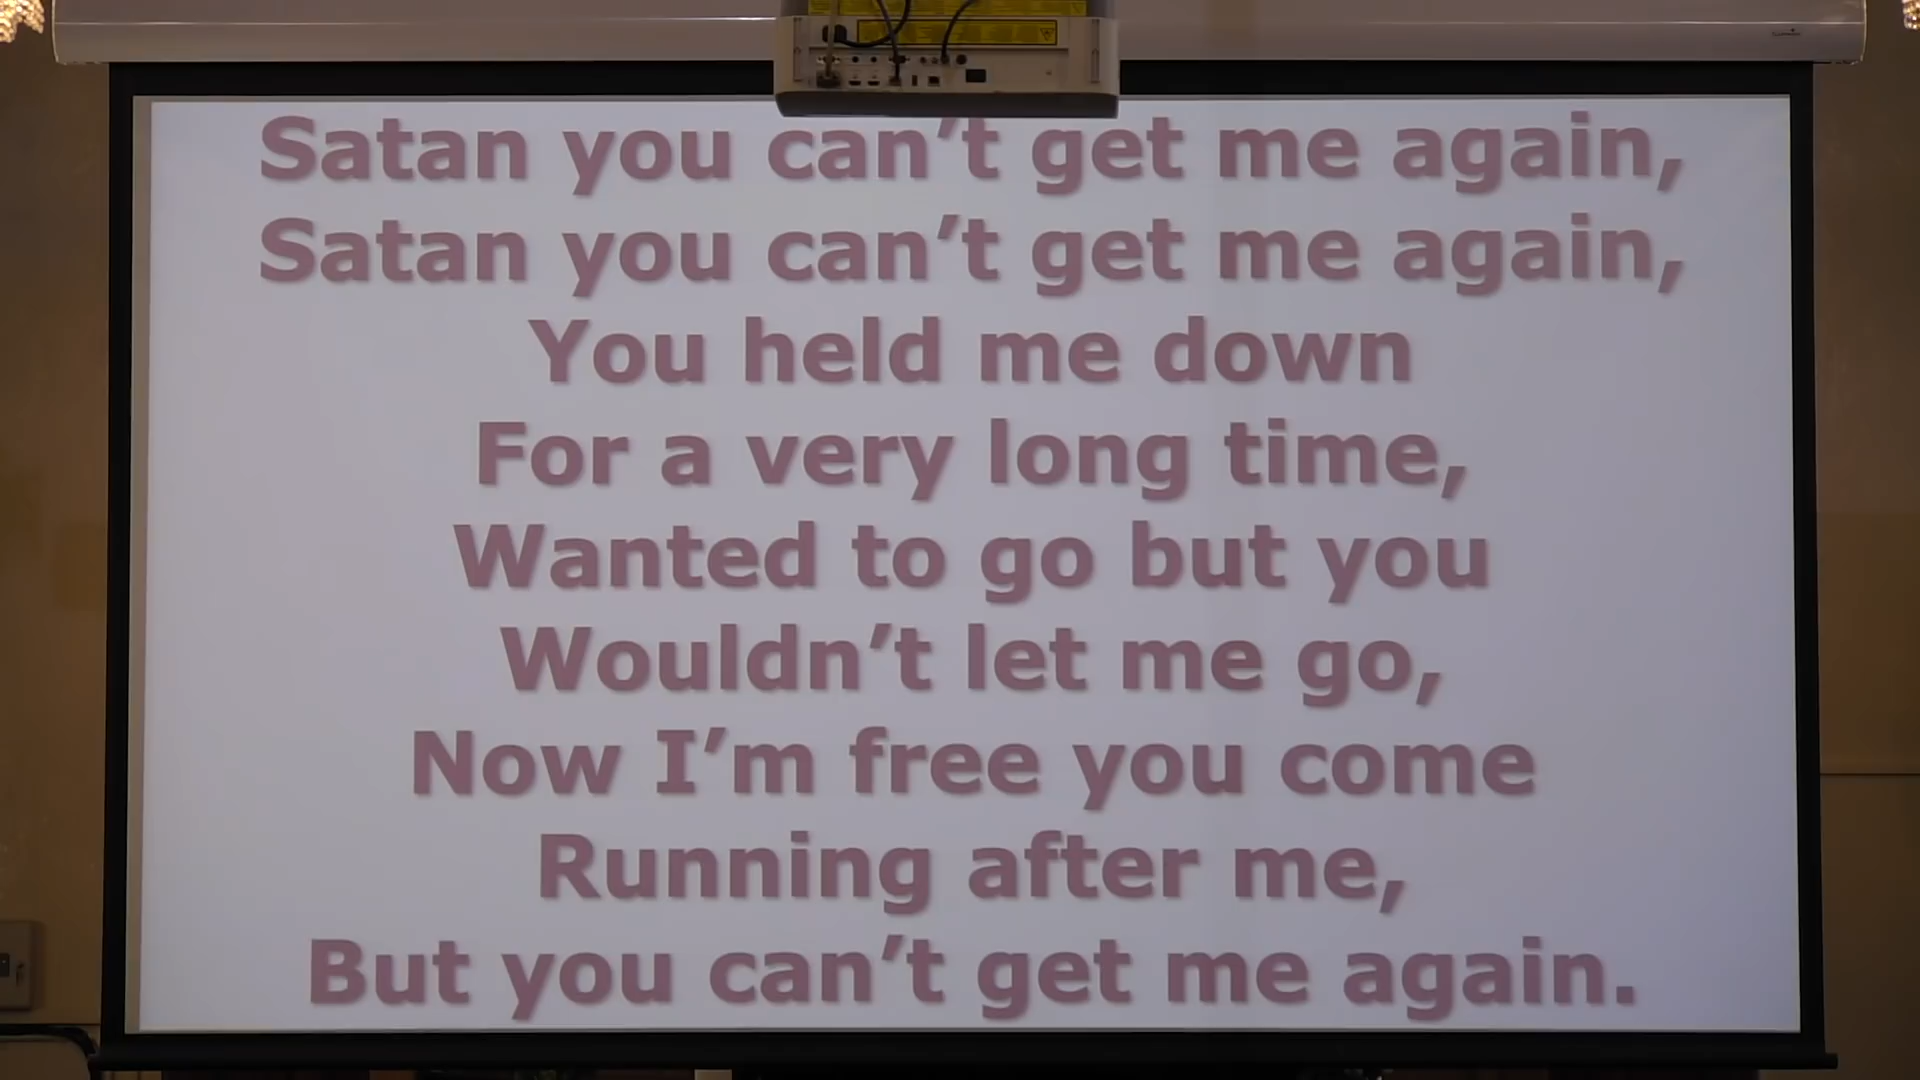 Satan you can’t get me again,
Satan you can’t get me again,
You held me down
For a very long time,
Wanted to go but you
Wouldn’t let me go,
Now I’m free you come
Running after me,
But you can’t get me again.